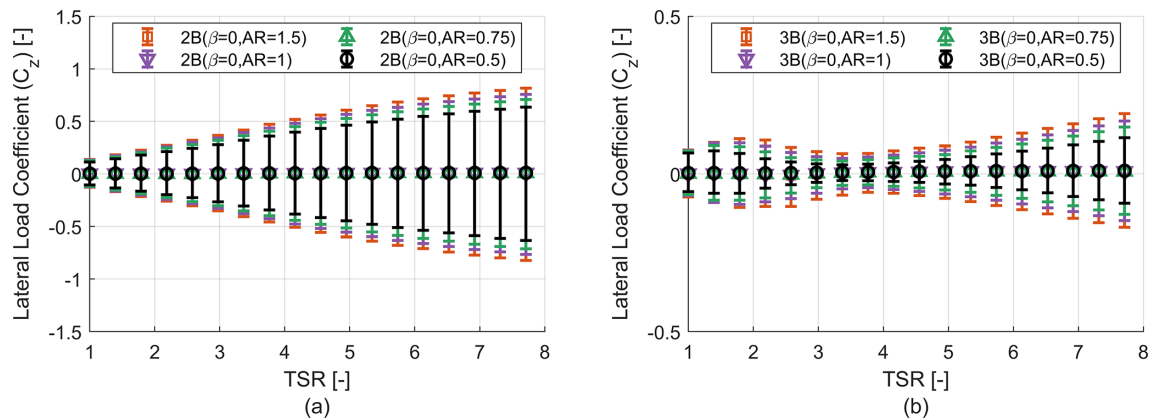 1.5
1
0.5
0
-0.5
-1
-1.5
Lateral Load Coefficient (C_z) [-]
2B(β=0,AR=1.5)
2B(β=0,AR=0.75)
2B(β=0,AR=1)
2B(β=0,AR=0.5)
1 2 3 4 5 6 7 8
TSR [-]
(a)
0.5
0
-0.5
Lateral Load Coefficient (C_z) [-]
3B(β=0,AR=1.5)
3B(β=0,AR=0.75)
3B(β=0,AR=1)
3B(β=0,AR=0.5)
1 2 3 4 5 6 7 8
TSR [-]
(b)